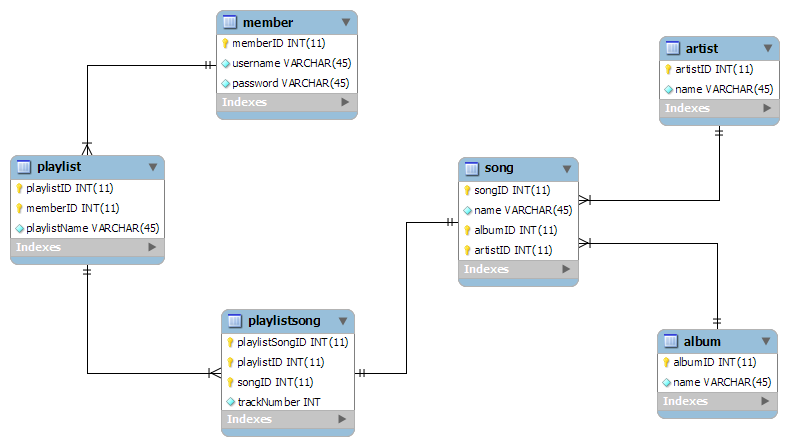 member
memberID INT(11)
username VARCHAR(45)
password VARCHAR(45)
Indexes
artist
artistID INT(11)
name VARCHAR(45)
Indexes
playlist
playlistID INT(11)
memberID INT(11)
playlistName VARCHAR(45)
Indexes
song
songID INT(11)
name VARCHAR(45)
albumID INT(11)
artistID INT(11)
Indexes
playlistsong
playlistSongID INT(11)
playlistID INT(11)
songID INT(11)
trackNumber INT
Indexes
album
albumID INT(11)
name VARCHAR(45)
Indexes